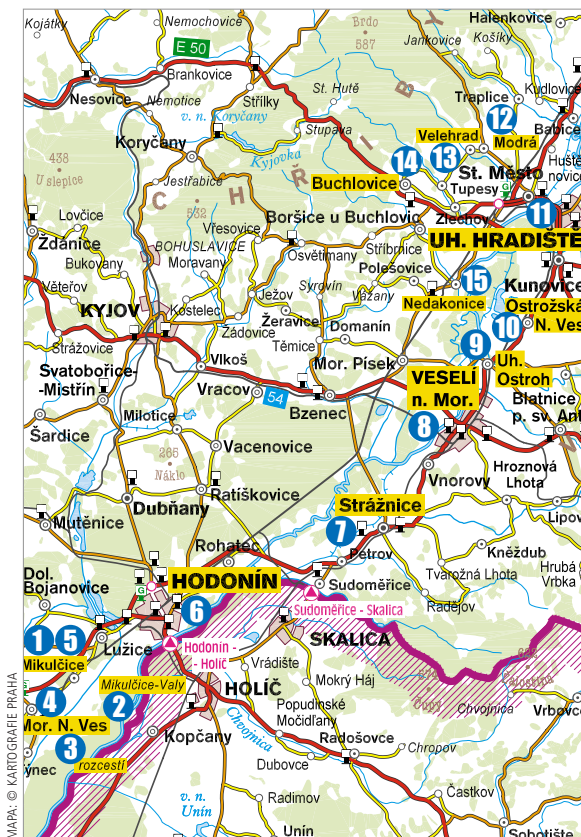 Kojátky
Nemochovice
Brdo
587
Halenkovice
Košíky
Jankovice
E 50
Brankovice
Nesovice
Nemotice
Střílky
St. Hutě
Traplice
Kudlovice
12
Babice
v. n. Koryčany
Stupava
Velehrad
Modrá
Koryčany
Kyjovka
14
13
St. Město
438
U slepice
Jestřabice
Buchlovice
Tupesy
G
C H Ř I B Y
532
Zlechov
11
Lovčice
Vřesovice
Boršice u Buchlovic
UH. HRADIŠTĚ
Zdánice
BOHUSLAVICE
Osvětimany
Stříbrnice
Bukovany
Moravany
Polešovice
Kunovice
Věteřov
Syrovín
Vážany
15
Ježov
Nedakonice
Ostrožská
N. Ves
KYJOV
Kostelec
Žeravice
Domanín
10
Žádovice
Těmice
9
Strážovice
Vlkoš
Mor. Písek
Uh.
Ostroh
Svatobořice-
-Mistřín
Vracov
54
Bzenec
VESELÍ
n. Mor.
Blatnice
p. sv. Ant
Milotice
8
Šardice
Vacenovice
265
Náklo
Vnorovy
Hroznová
Lhota
Ratíškovice
Dubňany
Strážnice
Lipov
Mutěnice
7
Rohatec
Petrov
Kněždub
Dol.
Bojanovice
HODONÍN
Sudoměřice
Tvarožná Lhota
Hrubá
Vrbka
G
Sudoměřice - Skalica
Radějov
6
1
5
Lužice
Hodonín -
- Holíč
SKALICA
Mikulčice
Vrádiště
Mikulčice-Valy
HOLÍČ
Mokrý Háj
4
2
Chvojnica
Vrbovce
Mor. N. Ves
Popudinské
Močidľany
Kopčany
Chvojnica
Radošovce
3
Chropov
ýnec
rozcestí
Dubovce
v. n.
Unín
Radimov
Častkov
Unín
Sobotište
MAPA: © KARTOGRAFIE PRAHA